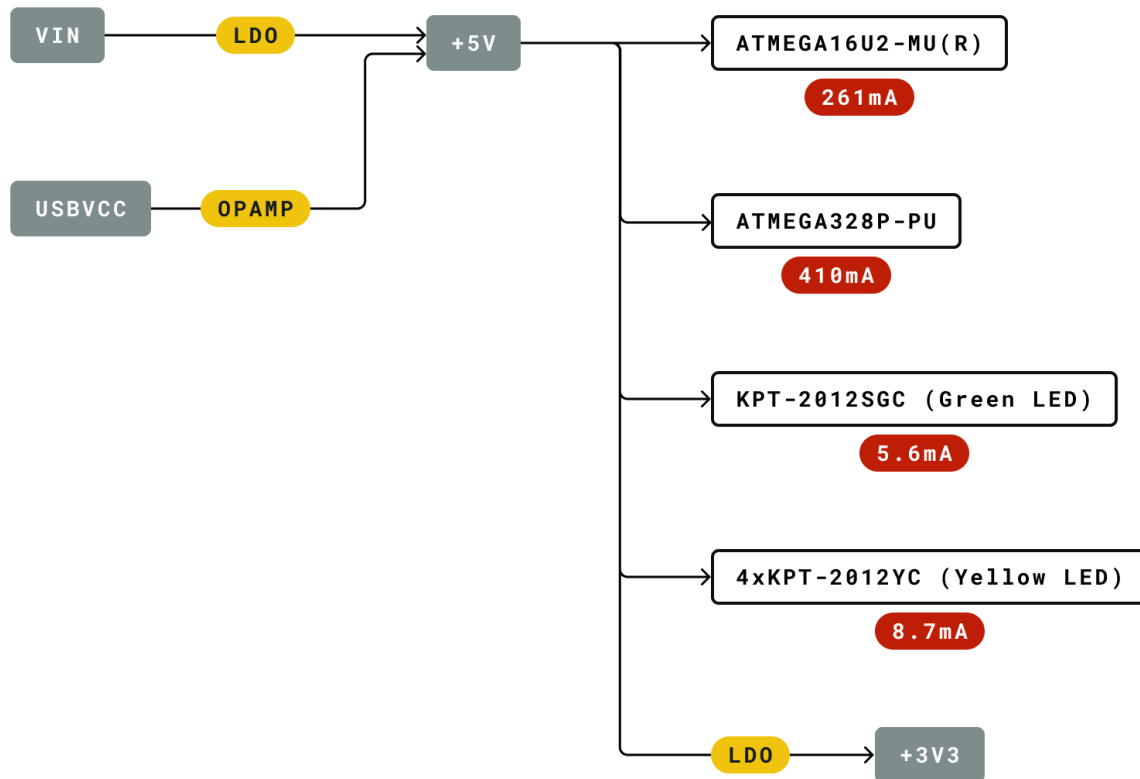 VIN
LDO
+5V
ATMEGA16U2-MU(R)
261mA
USBVCC
OPAMP
ATMEGA328P-PU
410mA
KPT-2012SGC (Green LED)
5.6mA
4xKPT-2012YC (Yellow LED)
8.7mA
LDO
+3V3